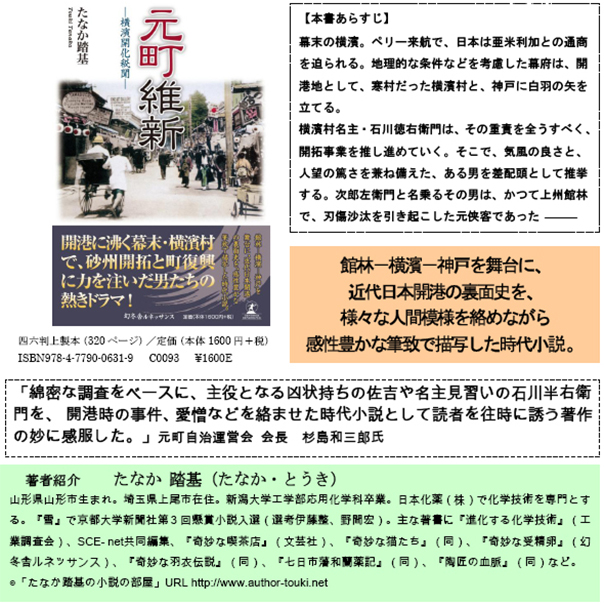 たなか踏基
Touki Tanaka
元町維新
―横濱開化紙聞―
開港に沸く幕末・横濱村
で、砂州開拓と町復興
に力を注いだ男たちの
熱きドラマ！
幻冬舎ルネッサンス
定価(本体1600円+税)
四六判上製本（320ページ）／定価（本体1600円＋税）
ISBN978-4-7790-0631-9 C0093 ¥1600E
【本書あらすじ】
幕末の横濱。ペリー来航で、日本は亜米利加との通商
を迫られる。地理的な条件などを考慮した幕府は、開
港地として、寒村だった横濱村と、神戸に白羽の矢を
立てる。
横濱村名主・石川徳右衛門は、その重責を全うすべく、
開拓事業を推し進めていく。そこで、気風の良さと、
人望の篤さを兼ね備えた、ある男を差配頭として推挙
する。次郎左衛門と名乗るその男は、かつて上州館林
で、刃傷沙汰を引き起こした元侠客であった ―――
館林－横濱－神戸を舞台に、
近代日本開港の裏面史を、
様々な人間模様を絡めながら
感性豊かな筆致で描写した時代小説。
「綿密な調査をベースに、主役となる凶状持ちの佐吉や名主見習いの石川半右衛
門を、 開港時の事件、愛憎などを絡ませた時代小説として読者を往時に誘う著作
の妙に感服した。」元町自治運営会 会長 杉島和三郎氏
著者紹介 たなか 踏基（たなか・とうき）
山形県山形市生まれ。埼玉県上尾市在住。新潟大学工学部応用化学科卒業。日本化薬（株）で化学技術を専門とす
る。『雪』で京都大学新聞社第３回懸賞小説入選（選考伊藤整、野間宏）。主な著書に『進化する化学技術』（工
業調査会）、SCE-net共同編集、『奇妙な喫茶店』（文芸社）、『奇妙な猫たち』（同）、『奇妙な受精卵』（幻
冬舎ルネッサンス）、『奇妙な羽衣伝説』（同）、『七日市藩和蘭薬記』（同）、『陶匠の血脈』（同）など。
◎「たなか踏基の小説の部屋」URL http://www.author-touki.net